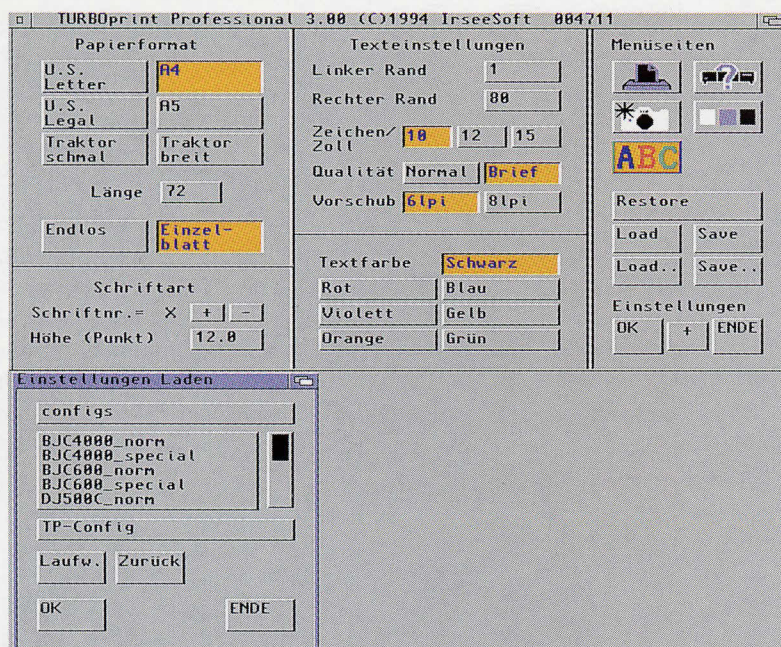 TURBOprint Professional 3.00 (C)1994 IrseeSoft 004711
Papierformat
U.S. Letter
A4
U.S. Legal
A5
Traktor schmal
Traktor breit
Länge 72
Endlos
Einzel-blatt
Schriftart
Schriftnr.= X + -
Höhe (Punkt) 12.0
Texteinstellungen
Linker Rand 1
Rechter Rand 80
Zeichen/Zoll 10 12 15
Qualität Normal Brief
Vorschub 6lpi 8lpi
Textfarbe Schwarz
Rot Blau
Violett Gelb
Orange Grün
Menüseiten
?
ABC
Restore
Load Save
Load.. Save..
Einstellungen
OK + ENDE
Einstellungen Laden
configs
BJC4000_norm
BJC4000_special
BJC600_norm
BJC600_special
DJ500C_norm
TP-Config
Laufw. Zurück
OK ENDE